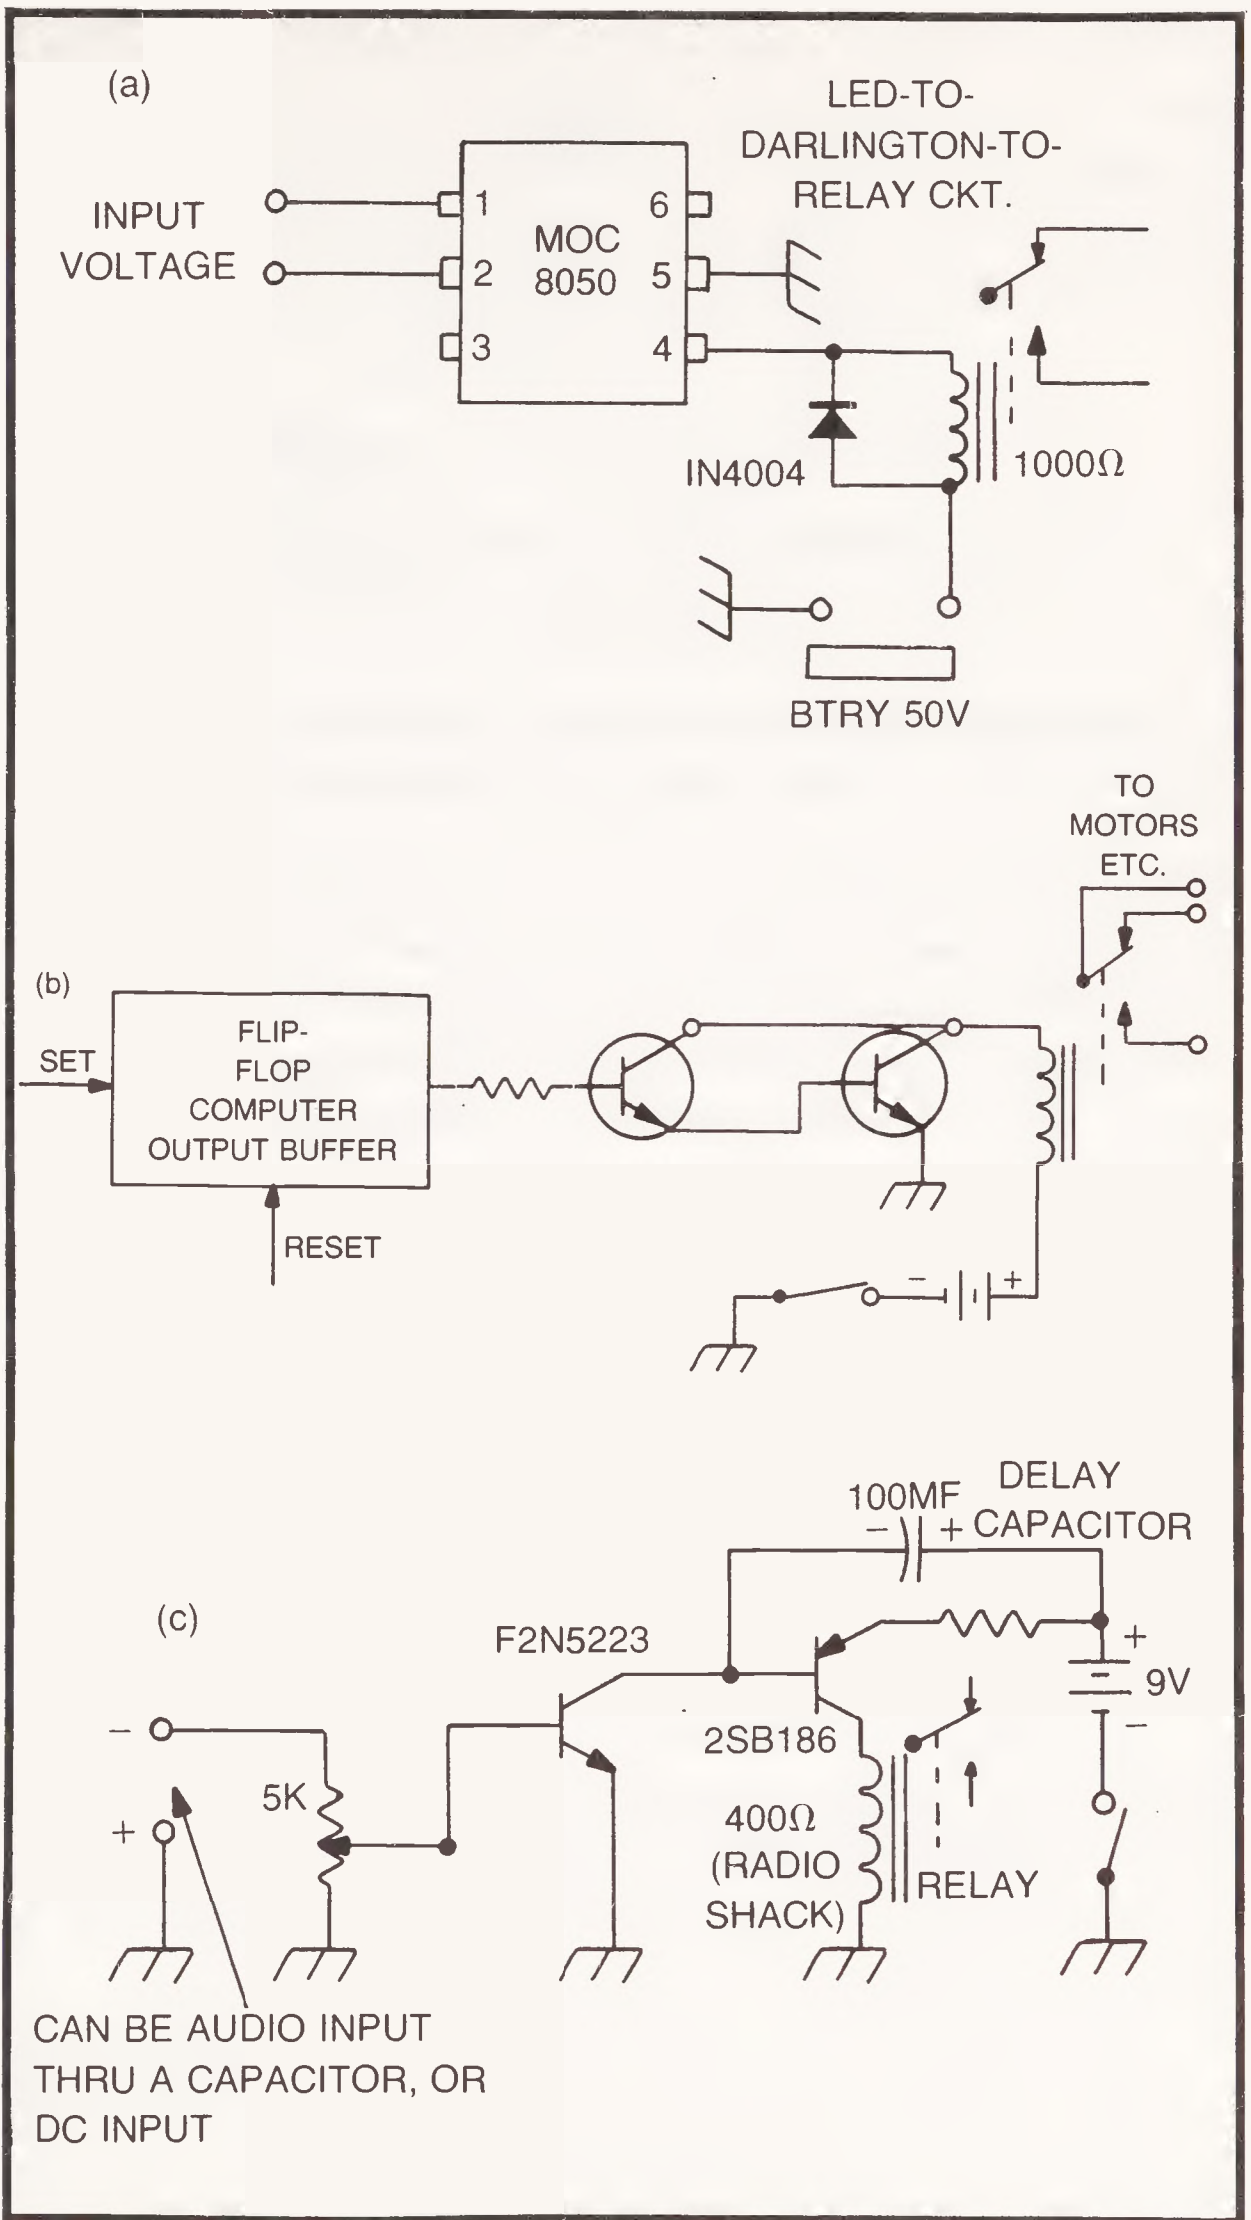 (a)
LED-TO-
DARLINGTON-TO-
RELAY CKT.
INPUT
VOLTAGE
1
2
3
MOC
8050
6
5
4
IN4004
1000Ω
BTRY 50V
TO
MOTORS
ETC.
(b)
SET
FLIP-
FLOP
COMPUTER
OUTPUT BUFFER
RESET
− +
DELAY
CAPACITOR
100MF
− +
(c)
F2N5223
+
9V
−
2SB186
−
5K
+
400Ω
(RADIO
SHACK)
RELAY
CAN BE AUDIO INPUT
THRU A CAPACITOR, OR
DC INPUT